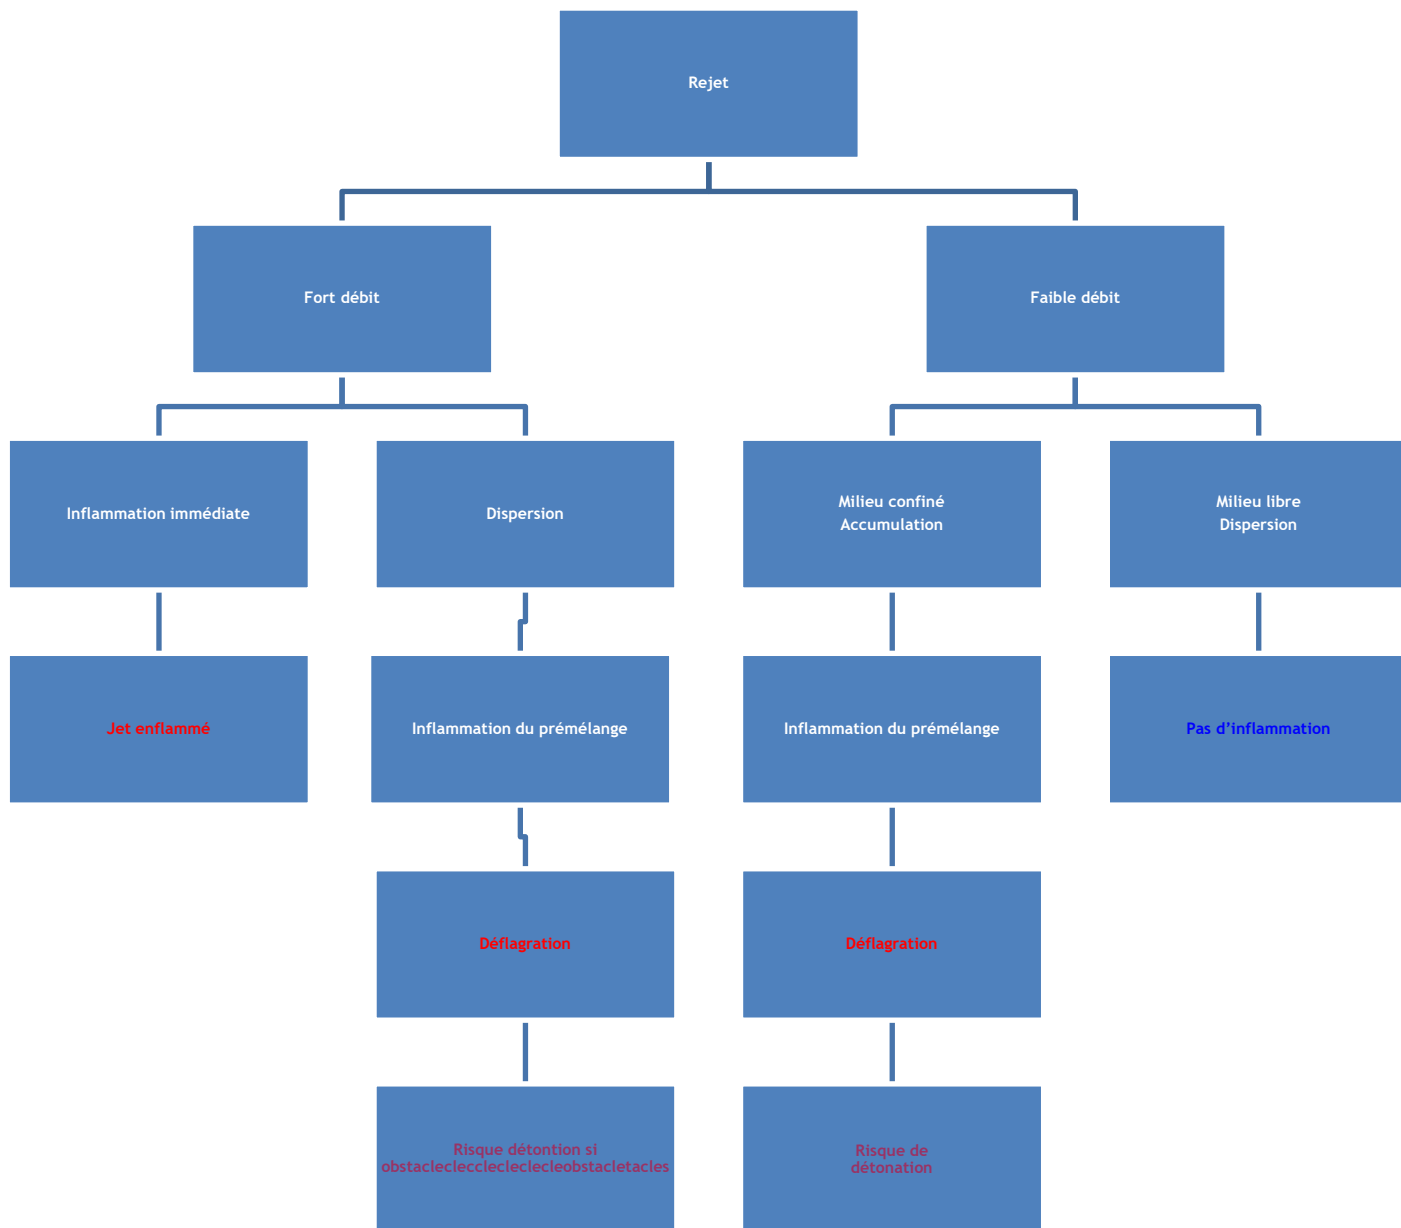 Rejet
Fort débit
Faible débit
Inflammation immédiate
Dispersion
Milieu confiné
Accumulation
Milieu libre
Dispersion
Jet enflammé
Inflammation du prémélange
Inflammation du prémélange
Pas d’inflammation
Déflagration
Déflagration
Risque détontion si
obstacleclecclecleclecleobstacletacles
Risque de
détonation